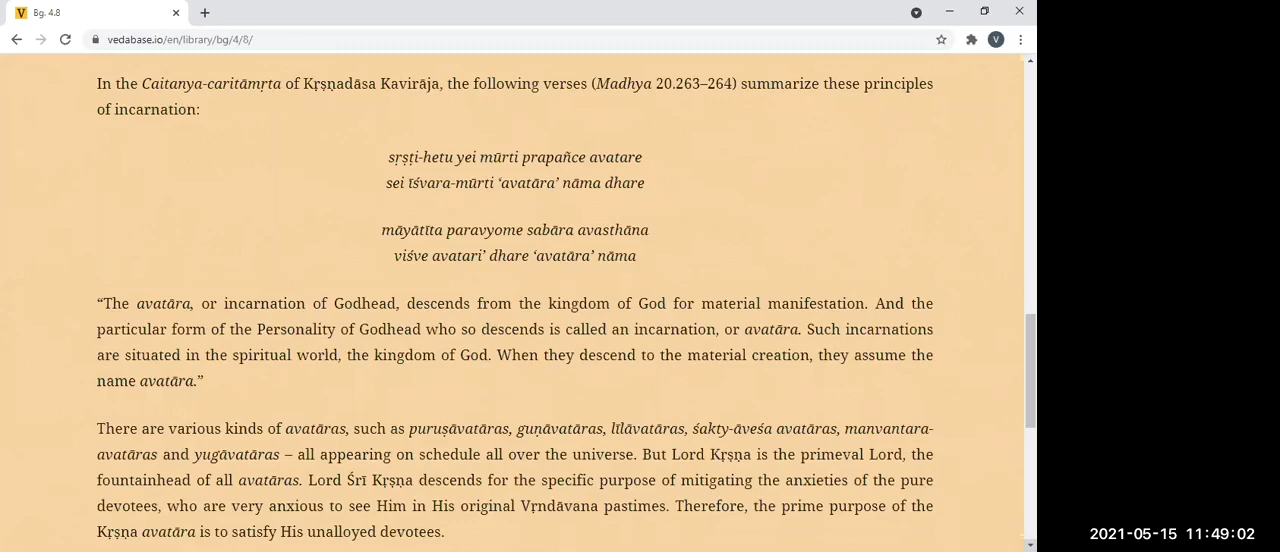 V Bg. 4.8
vedabase.io/en/library/bg/4/8/
V
In the Caitanya-caritāmṛta of Kṛṣṇadāsa Kavirāja, the following verses (Madhya 20.263–264) summarize these principles
of incarnation:
sṛṣṭi-hetu yei mūrti prapañce avatare
sei īśvara-mūrti ‘avatāra’ nāma dhare
māyātīta paravyome sabāra avasthāna
viśve avatari’ dhare ‘avatāra’ nāma
“The avatāra, or incarnation of Godhead, descends from the kingdom of God for material manifestation. And the
particular form of the Personality of Godhead who so descends is called an incarnation, or avatāra. Such incarnations
are situated in the spiritual world, the kingdom of God. When they descend to the material creation, they assume the
name avatāra.”
There are various kinds of avatāras, such as puruṣāvatāras, guṇāvatāras, līlāvatāras, śakty-āveśa avatāras, manvantara-
avatāras and yugāvatāras – all appearing on schedule all over the universe. But Lord Kṛṣṇa is the primeval Lord, the
fountainhead of all avatāras. Lord Śrī Kṛṣṇa descends for the specific purpose of mitigating the anxieties of the pure
devotees, who are very anxious to see Him in His original Vṛndāvana pastimes. Therefore, the prime purpose of the
Kṛṣṇa avatāra is to satisfy His unalloyed devotees.
2021-05-15 11:49:02